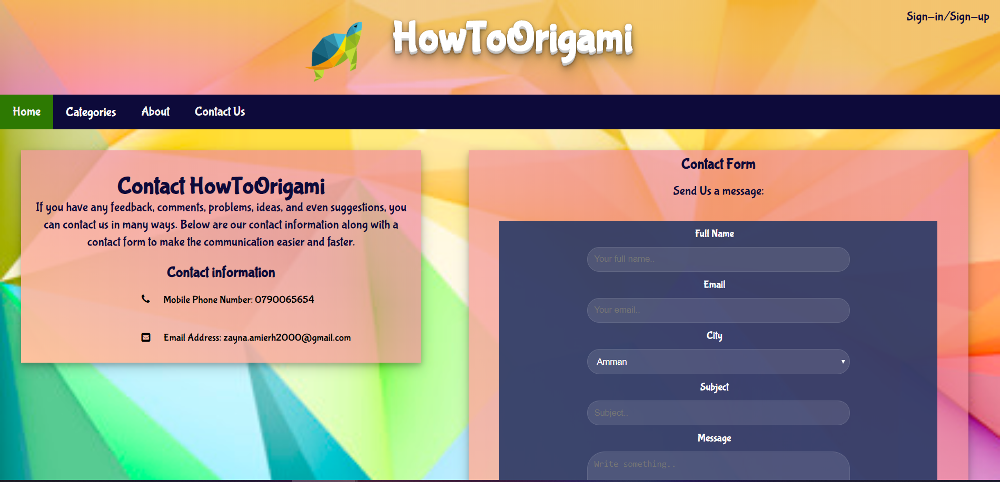 Sign-in/Sign-up
HowToOrigami
Home
Categories
About
Contact Us
Contact HowToOrigami
If you have any feedback, comments, problems, ideas, and even suggestions, you
can contact us in many ways. Below are our contact information along with a
contact form to make the communication easier and faster.
Contact information
Mobile Phone Number: 0790065654
Email Address: zayna.amierh2000@gmail.com
Contact Form
Send Us a message:
Full Name
Your full name..
Email
Your email..
City
Amman
Subject
Subject..
Message
Write something..